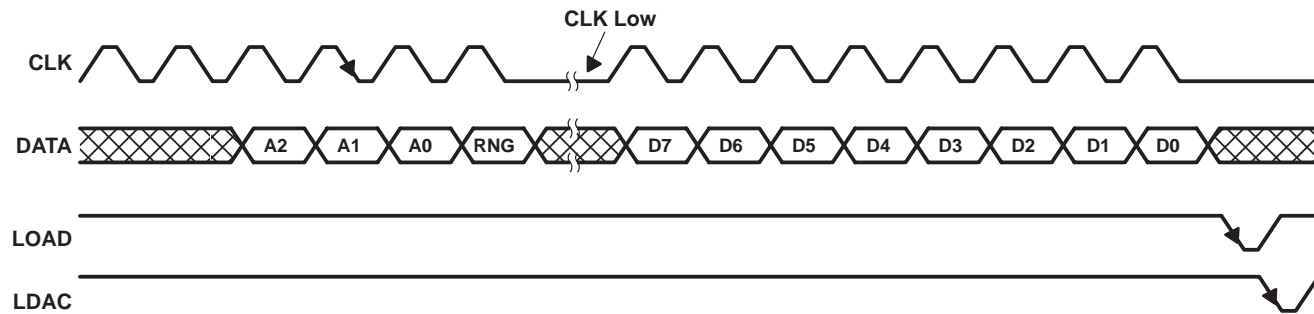 CLK Low
CLK
DATA A2 A1 A0 RNG D7 D6 D5 D4 D3 D2 D1 D0
LOAD
LDAC